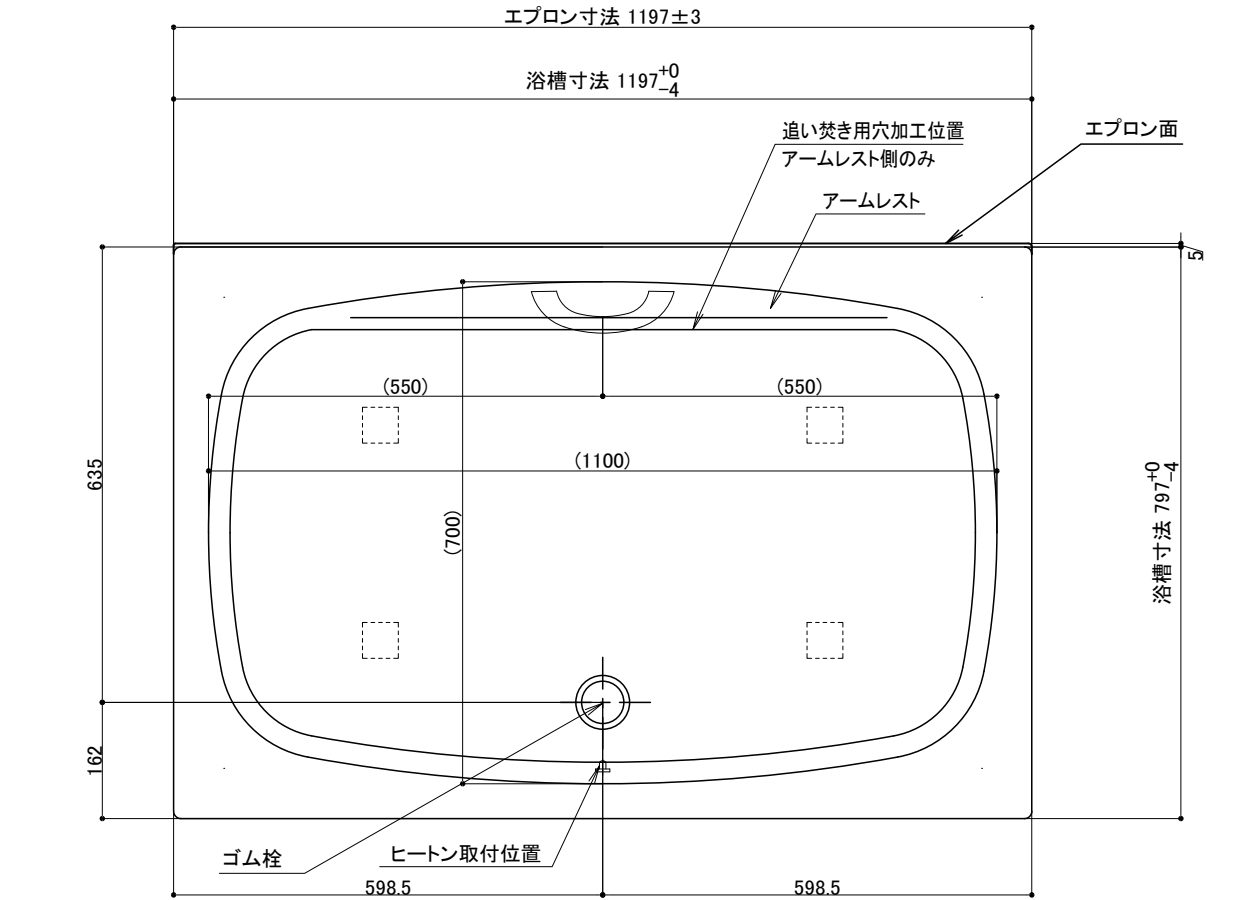 エプロン寸法 1197±3
浴槽寸法 1197+0
-4
追い焚き用穴加工位置
アームレスト側のみ
エプロン面
アームレスト
5
(550)
(550)
(1100)
635
(700)
浴槽寸法 797+0
-4
162
ゴム栓
ヒートン取付位置
598.5
598.5